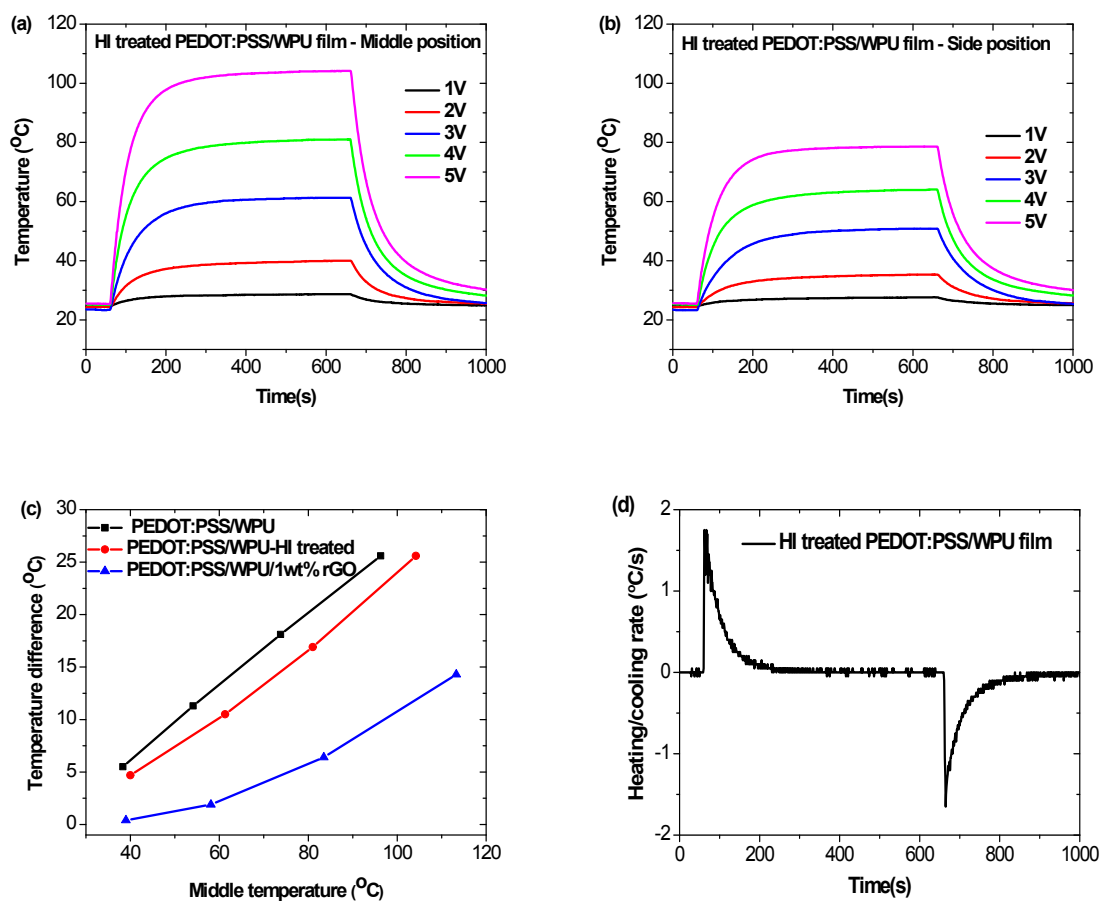 (a)
HI treated PEDOT:PSS/WPU film - Middle position
1V
2V
3V
4V
5V
120
100
80
60
40
20
0 200 400 600 800 1000
Temperature (°C)
Time(s)
(b)
HI treated PEDOT:PSS/WPU film - Side position
1V
2V
3V
4V
5V
120
100
80
60
40
20
0 200 400 600 800 1000
Temperature (°C)
Time(s)
(c)
PEDOT:PSS/WPU
PEDOT:PSS/WPU-HI treated
PEDOT:PSS/WPU/1wt% rGO
30
25
20
15
10
5
0
40 60 80 100 120
Temperature difference (°C)
Middle temperature (°C)
(d)
HI treated PEDOT:PSS/WPU film
2
1
0
-1
-2
0 200 400 600 800 1000
Heating/cooling rate (°C/s)
Time(s)